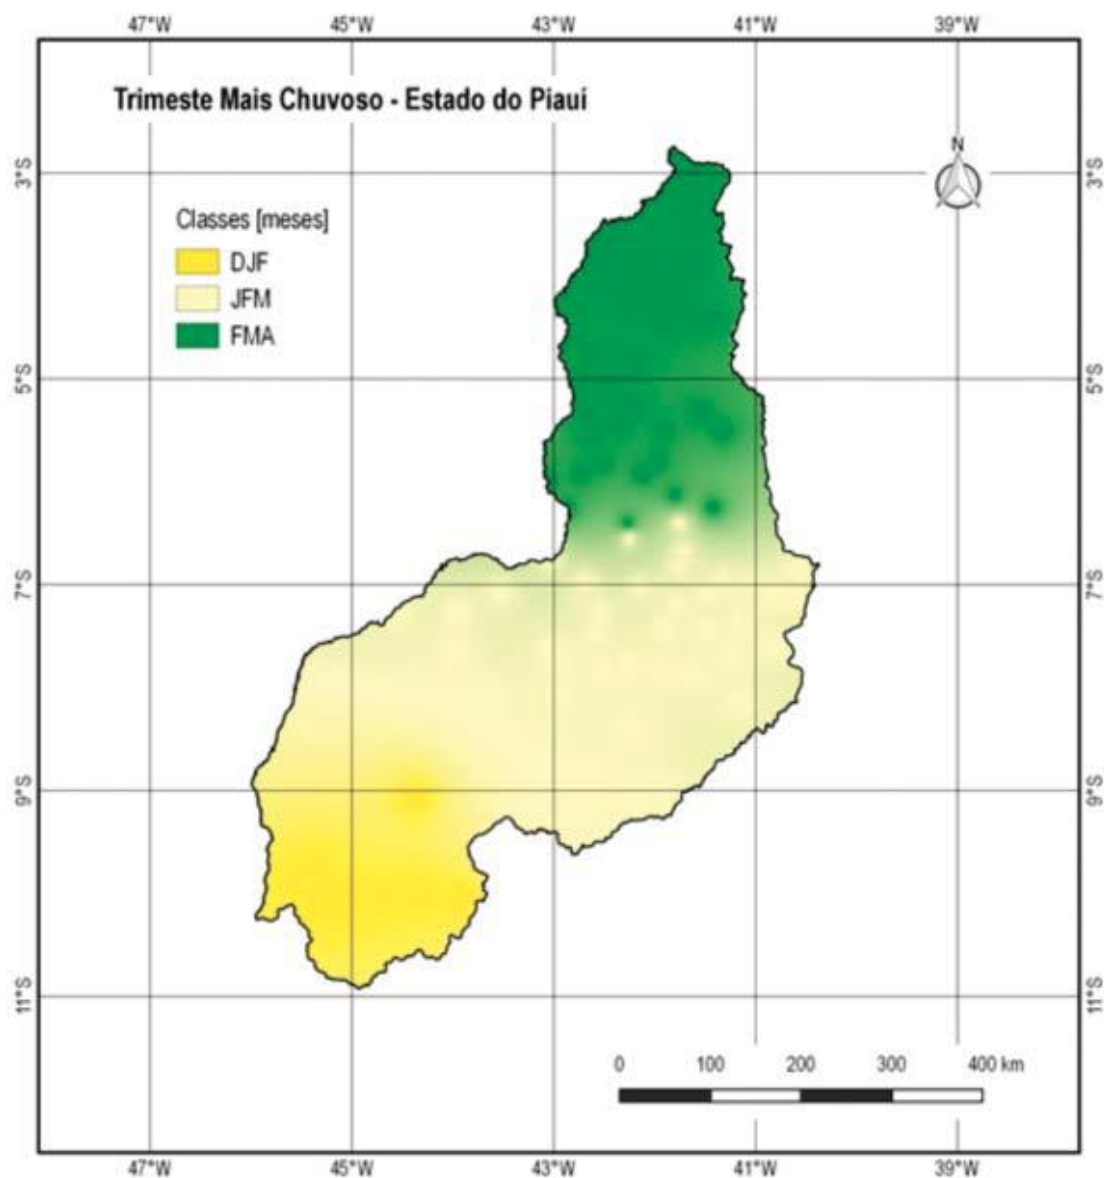 47°W 45°W 43°W 41°W 39°W
Trimeste Mais Chuvoso - Estado do Piauí
N
3°S 3°S
Classes [meses]
DJF
JFM
FMA
5°S 5°S
7°S 7°S
9°S 9°S
11°S 11°S
0 100 200 300 400 km
47°W 45°W 43°W 41°W 39°W